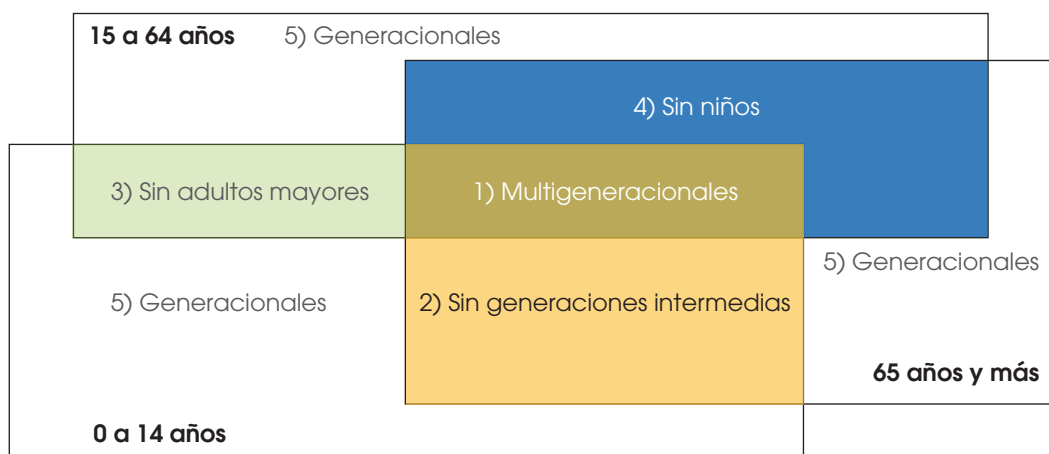 15 a 64 años 5) Generacionales
4) Sin niños
3) Sin adultos mayores
1) Multigeneracionales
5) Generacionales
5) Generacionales
2) Sin generaciones intermedias
65 años y más
0 a 14 años